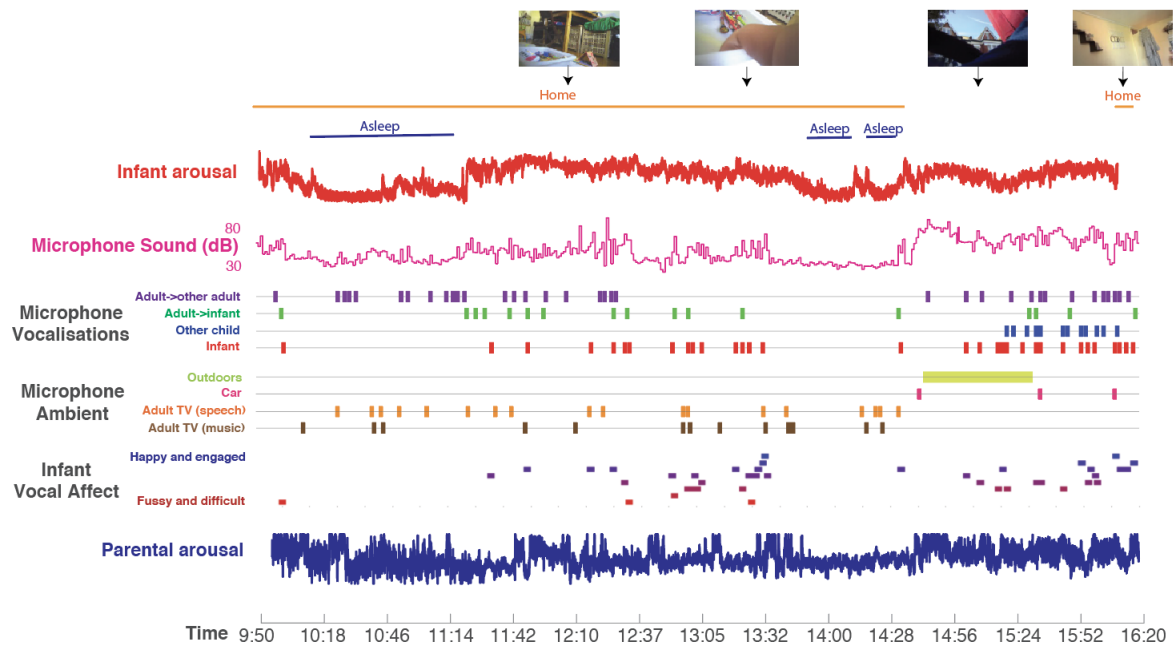 Home
Home
Asleep
Asleep
Asleep
Infant arousal
Microphone Sound (dB)
80
30
Microphone
Vocalisations
Adult->other adult
Adult->infant
Other child
Infant
Microphone
Ambient
Outdoors
Car
Adult TV (speech)
Adult TV (music)
Infant
Vocal Affect
Happy and engaged
Fussy and difficult
Parental arousal
Time
9:50 10:18 10:46 11:14 11:42 12:10 12:37 13:05 13:32 14:00 14:28 14:56 15:24 15:52 16:20